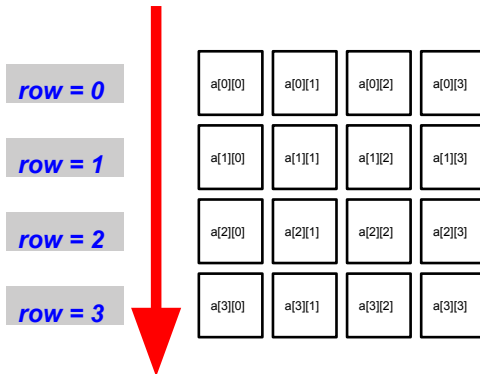 row = 0 a[0][0] a[0][1] a[0][2] a[0][3]
row = 1 a[1][0] a[1][1] a[1][2] a[1][3]
row = 2 a[2][0] a[2][1] a[2][2] a[2][3]
row = 3 a[3][0] a[3][1] a[3][2] a[3][3]